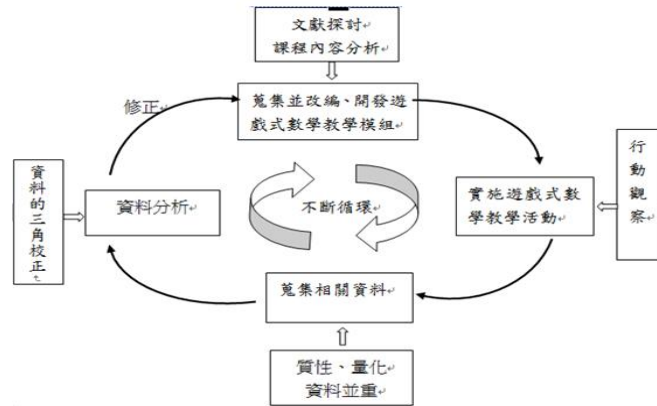 文獻探討
課程內容分析
修正
蒐集並改編、開發遊
戲式數學教學模組
資料的三角校正
資料分析
不斷循環
實施遊戲式數
學教學活動
行動觀察
蒐集相關資料
質性、量化
資料並重